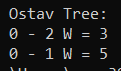 Ostav Tree:
0 - 2 W = 3
0 - 1 W = 5